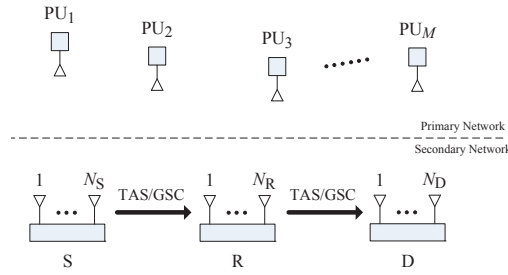 PU1 PU2 PU3 PUM
Primary Network
Secondary Network
1 NS TAS/GSC 1 NR TAS/GSC 1 ND
S R D